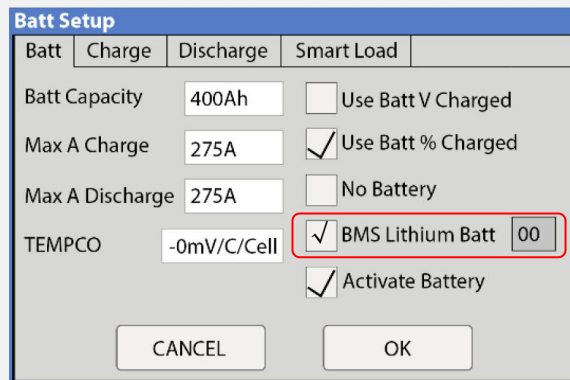 Batt Setup
Batt Charge Discharge Smart Load
Batt Capacity 400Ah Use Batt V Charged
Max A Charge 275A Use Batt % Charged
Max A Discharge 275A No Battery
TEMPCO -0mV/C/Cell BMS Lithium Batt 00
Activate Battery
CANCEL OK